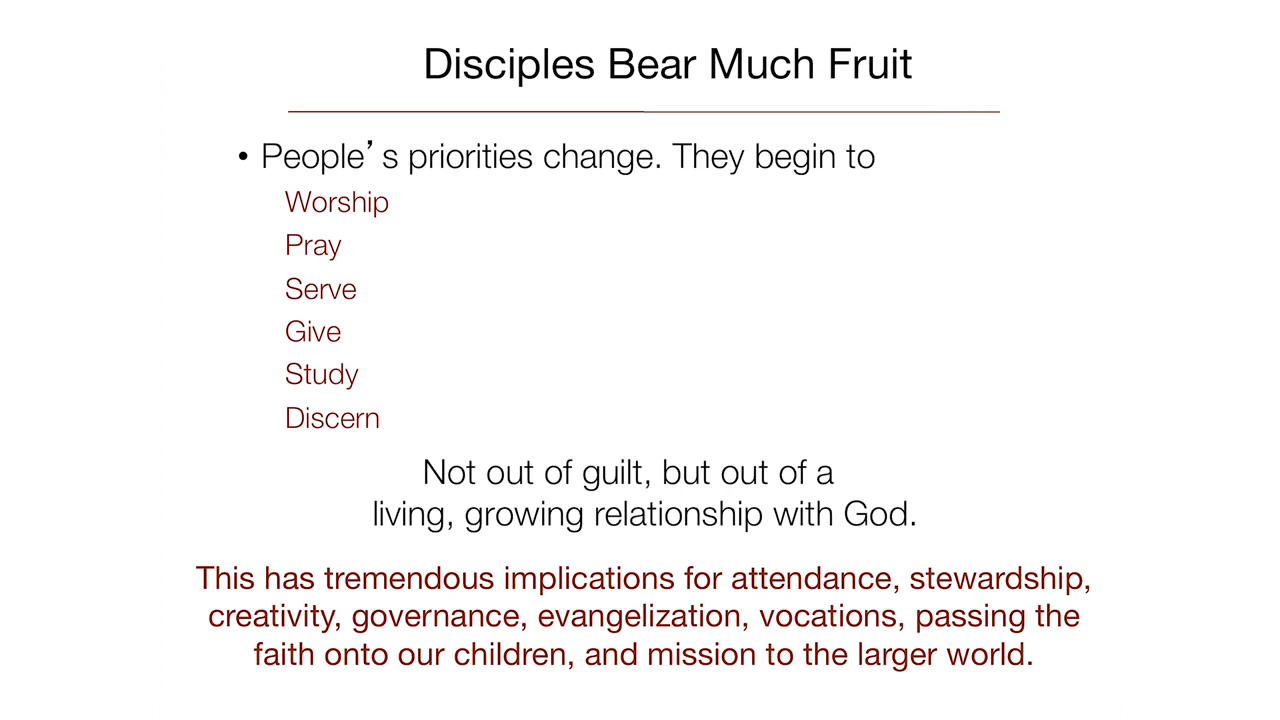 Disciples Bear Much Fruit
• People’s priorities change. They begin to
Worship
Pray
Serve
Give
Study
Discern
Not out of guilt, but out of a
living, growing relationship with God.
This has tremendous implications for attendance, stewardship,
creativity, governance, evangelization, vocations, passing the
faith onto our children, and mission to the larger world.